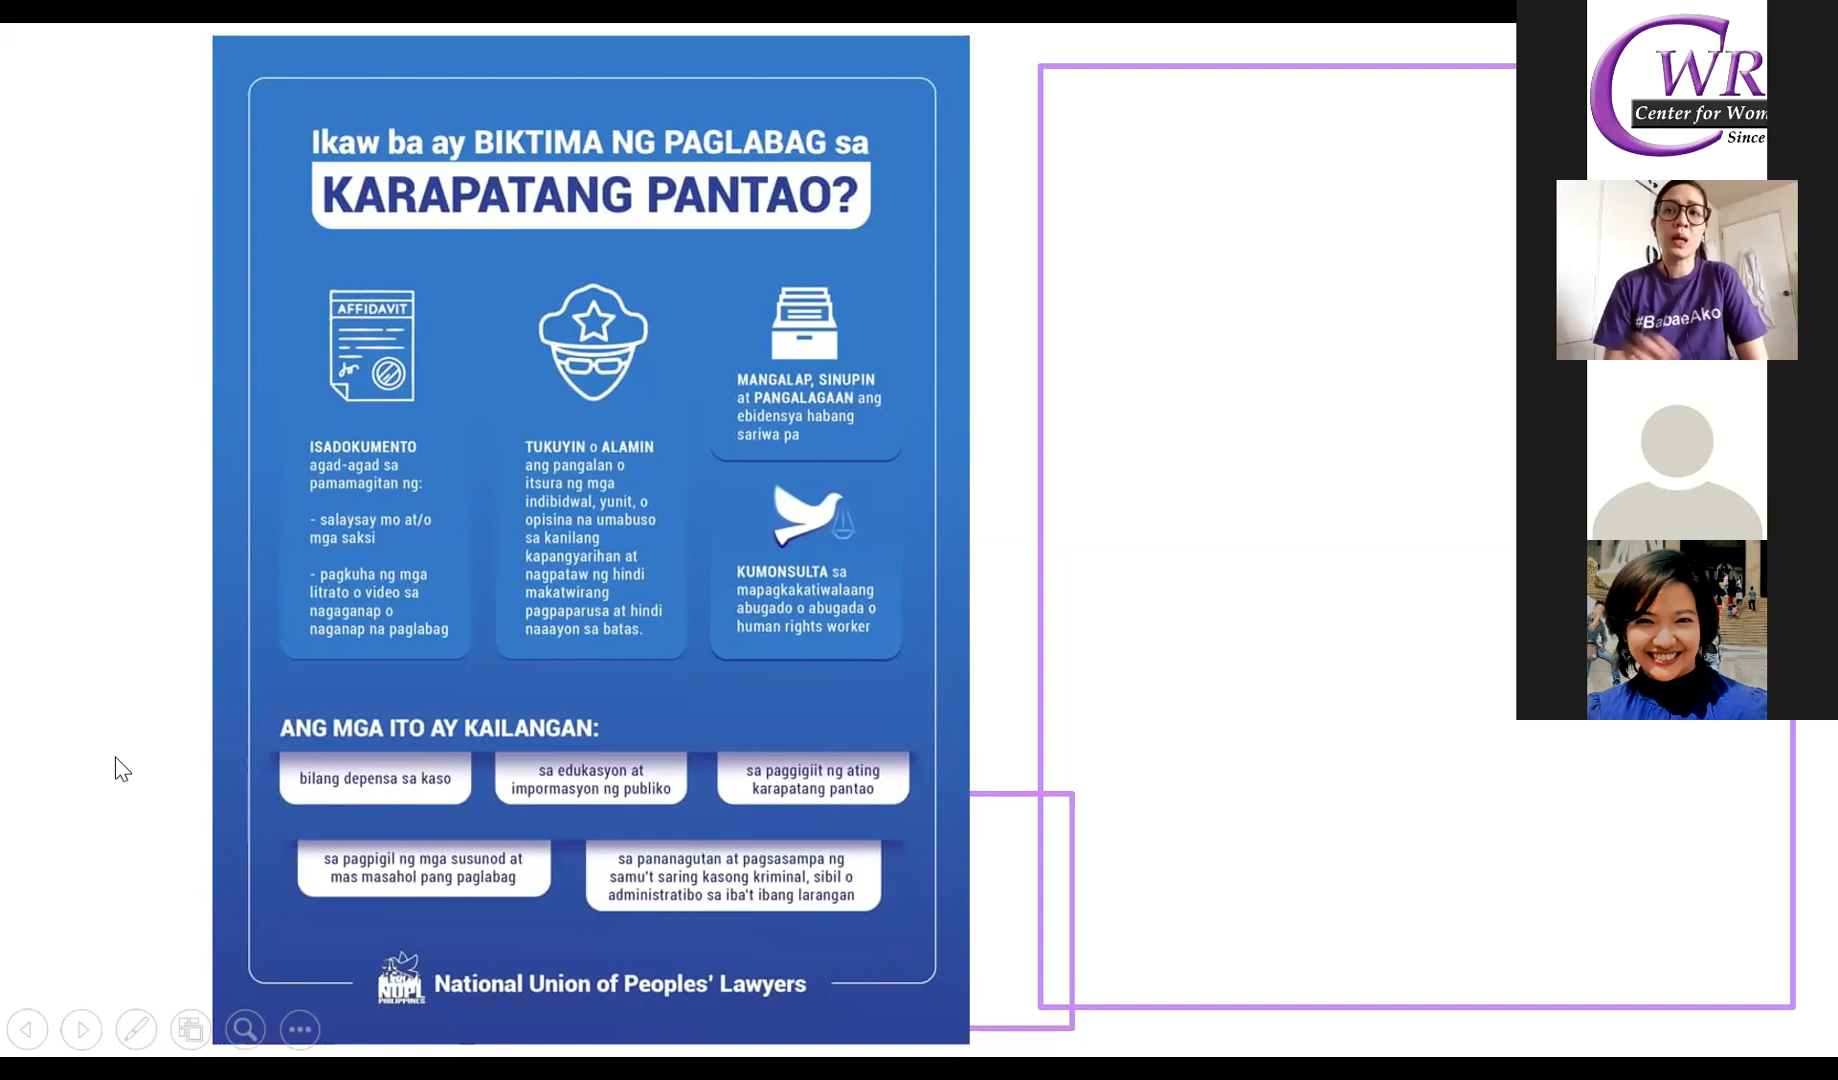 Ikaw ba ay BIKTIMA NG PAGLABAG sa
KARAPATANG PANTAO?
AFFIDAVIT
ISADOKUMENTO
agad-agad sa
pamamagitan ng:
- salaysay mo at/o
mga saksi
- pagkuha ng mga
litrato o video sa
nagaganap o
naganap na paglabag
TUKUYIN o ALAMIN
ang pangalan o
itsura ng mga
indibidwal, yunit, o
opisina na umabuso
sa kanilang
kapangyarihan at
nagpataw ng hindi
makatwirang
pagpaparusa at hindi
naaayon sa batas.
MANGALAP, SINUPIN
at PANGALAGAAN ang
ebidensya habang
sariwa pa
KUMONSULTA sa
mapagkakatiwalaang
abugado o abugada o
human rights worker
ANG MGA ITO AY KAILANGAN:
bilang depensa sa kaso
sa edukasyon at
impormasyon ng publiko
sa paggigiit ng ating
karapatang pantao
sa pagpigil ng mga susunod at
mas masahol pang paglabag
sa pananagutan at pagsasampa ng
samu't saring kasong kriminal, sibil o
administratibo sa iba't ibang larangan
NUPL
PHILIPPINES
National Union of Peoples' Lawyers
CWR
Center for Wom
Since
#BabaeAko